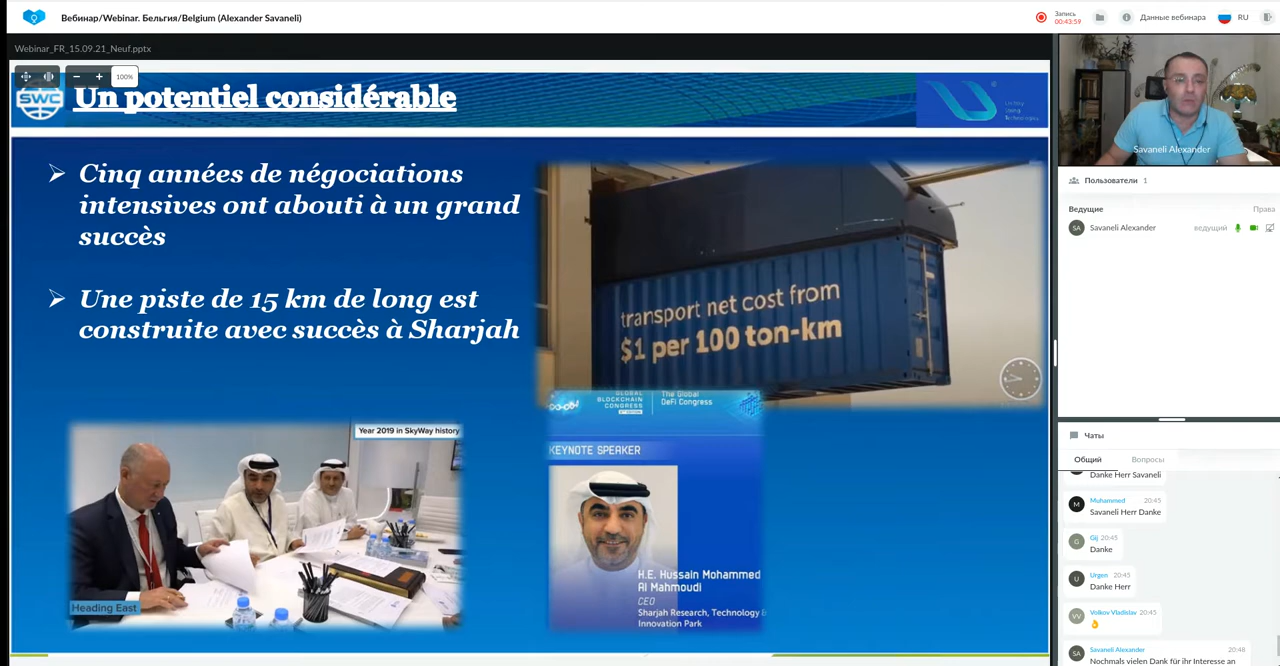 Вебинар/Webinar. Бельгия/Belgium (Alexander Savaneli)
Запись
00:43:59
Данные вебинара
RU
Webinar_FR_15.09.21_Neuf.pptx
100%
SWC
Un potentiel considérable
Unitsky
String
Technologies
Cinq années de négociations
intensives ont abouti à un grand
succès
Une piste de 15 km de long est
construite avec succès à Sharjah
transport net cost from
$1 per 100 ton-km
Year 2019 in SkyWay history
Heading East
GLOBAL
BLOCKCHAIN
CONGRESS
The Global
DeFi Congress
KEYNOTE SPEAKER
H.E. Hussain Mohammed
Al Mahmoudi
CEO
Sharjah Research, Technology &
Innovation Park
Savaneli Alexander
Пользователи 1
Ведущие
Права
SA
Savaneli Alexander
ведущий
Чаты
Общий
Вопросы
Danke Herr Savaneli
M
Muhammed 20:45
Savaneli Herr Danke
G
Gij 20:45
Danke
U
Urgen 20:45
Danke Herr
VV
Volkov Vladislav 20:45
SA
Savaneli Alexander 20:48
Nochmals vielen Dank für ihr Interesse an